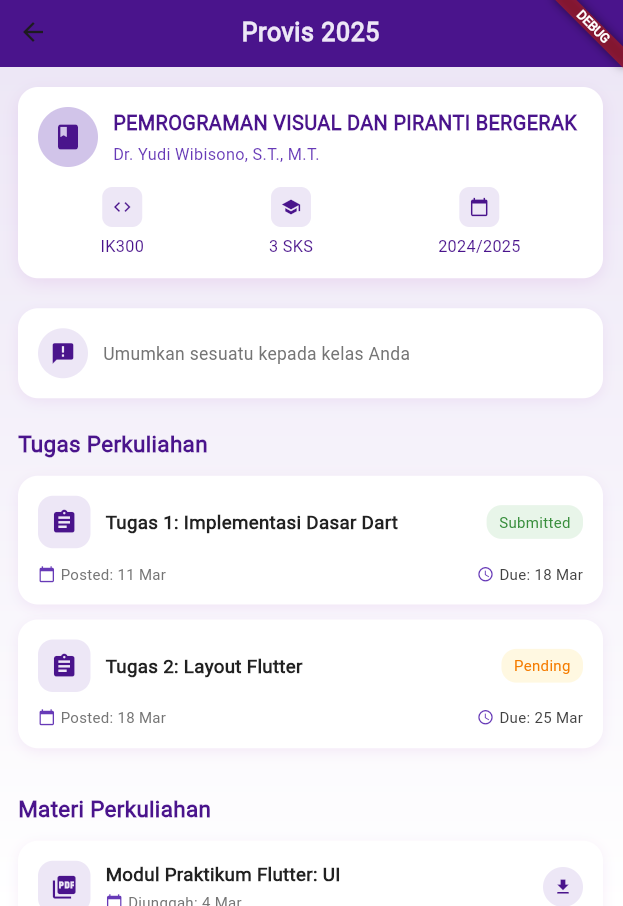 Provis 2025
DEBUG
PEMROGRAMAN VISUAL DAN PIRANTI BERGERAK
Dr. Yudi Wibisono, S.T., M.T.
IK300
3 SKS
2024/2025
Umumkan sesuatu kepada kelas Anda
Tugas Perkuliahan
Tugas 1: Implementasi Dasar Dart
Submitted
Posted: 11 Mar
Due: 18 Mar
Tugas 2: Layout Flutter
Pending
Posted: 18 Mar
Due: 25 Mar
Materi Perkuliahan
PDF
Modul Praktikum Flutter: UI
Diunggah: 4 Mar